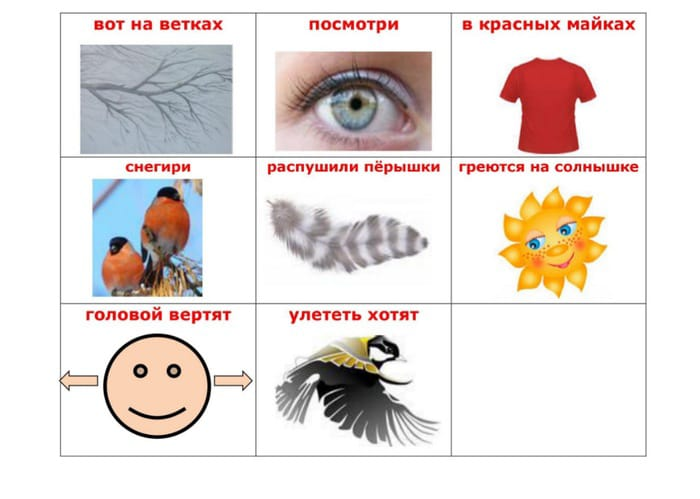 вот на ветках
посмотри
в красных майках
снегири
распушили пёрышки
греются на солнышке
головой вертят
улететь хотят